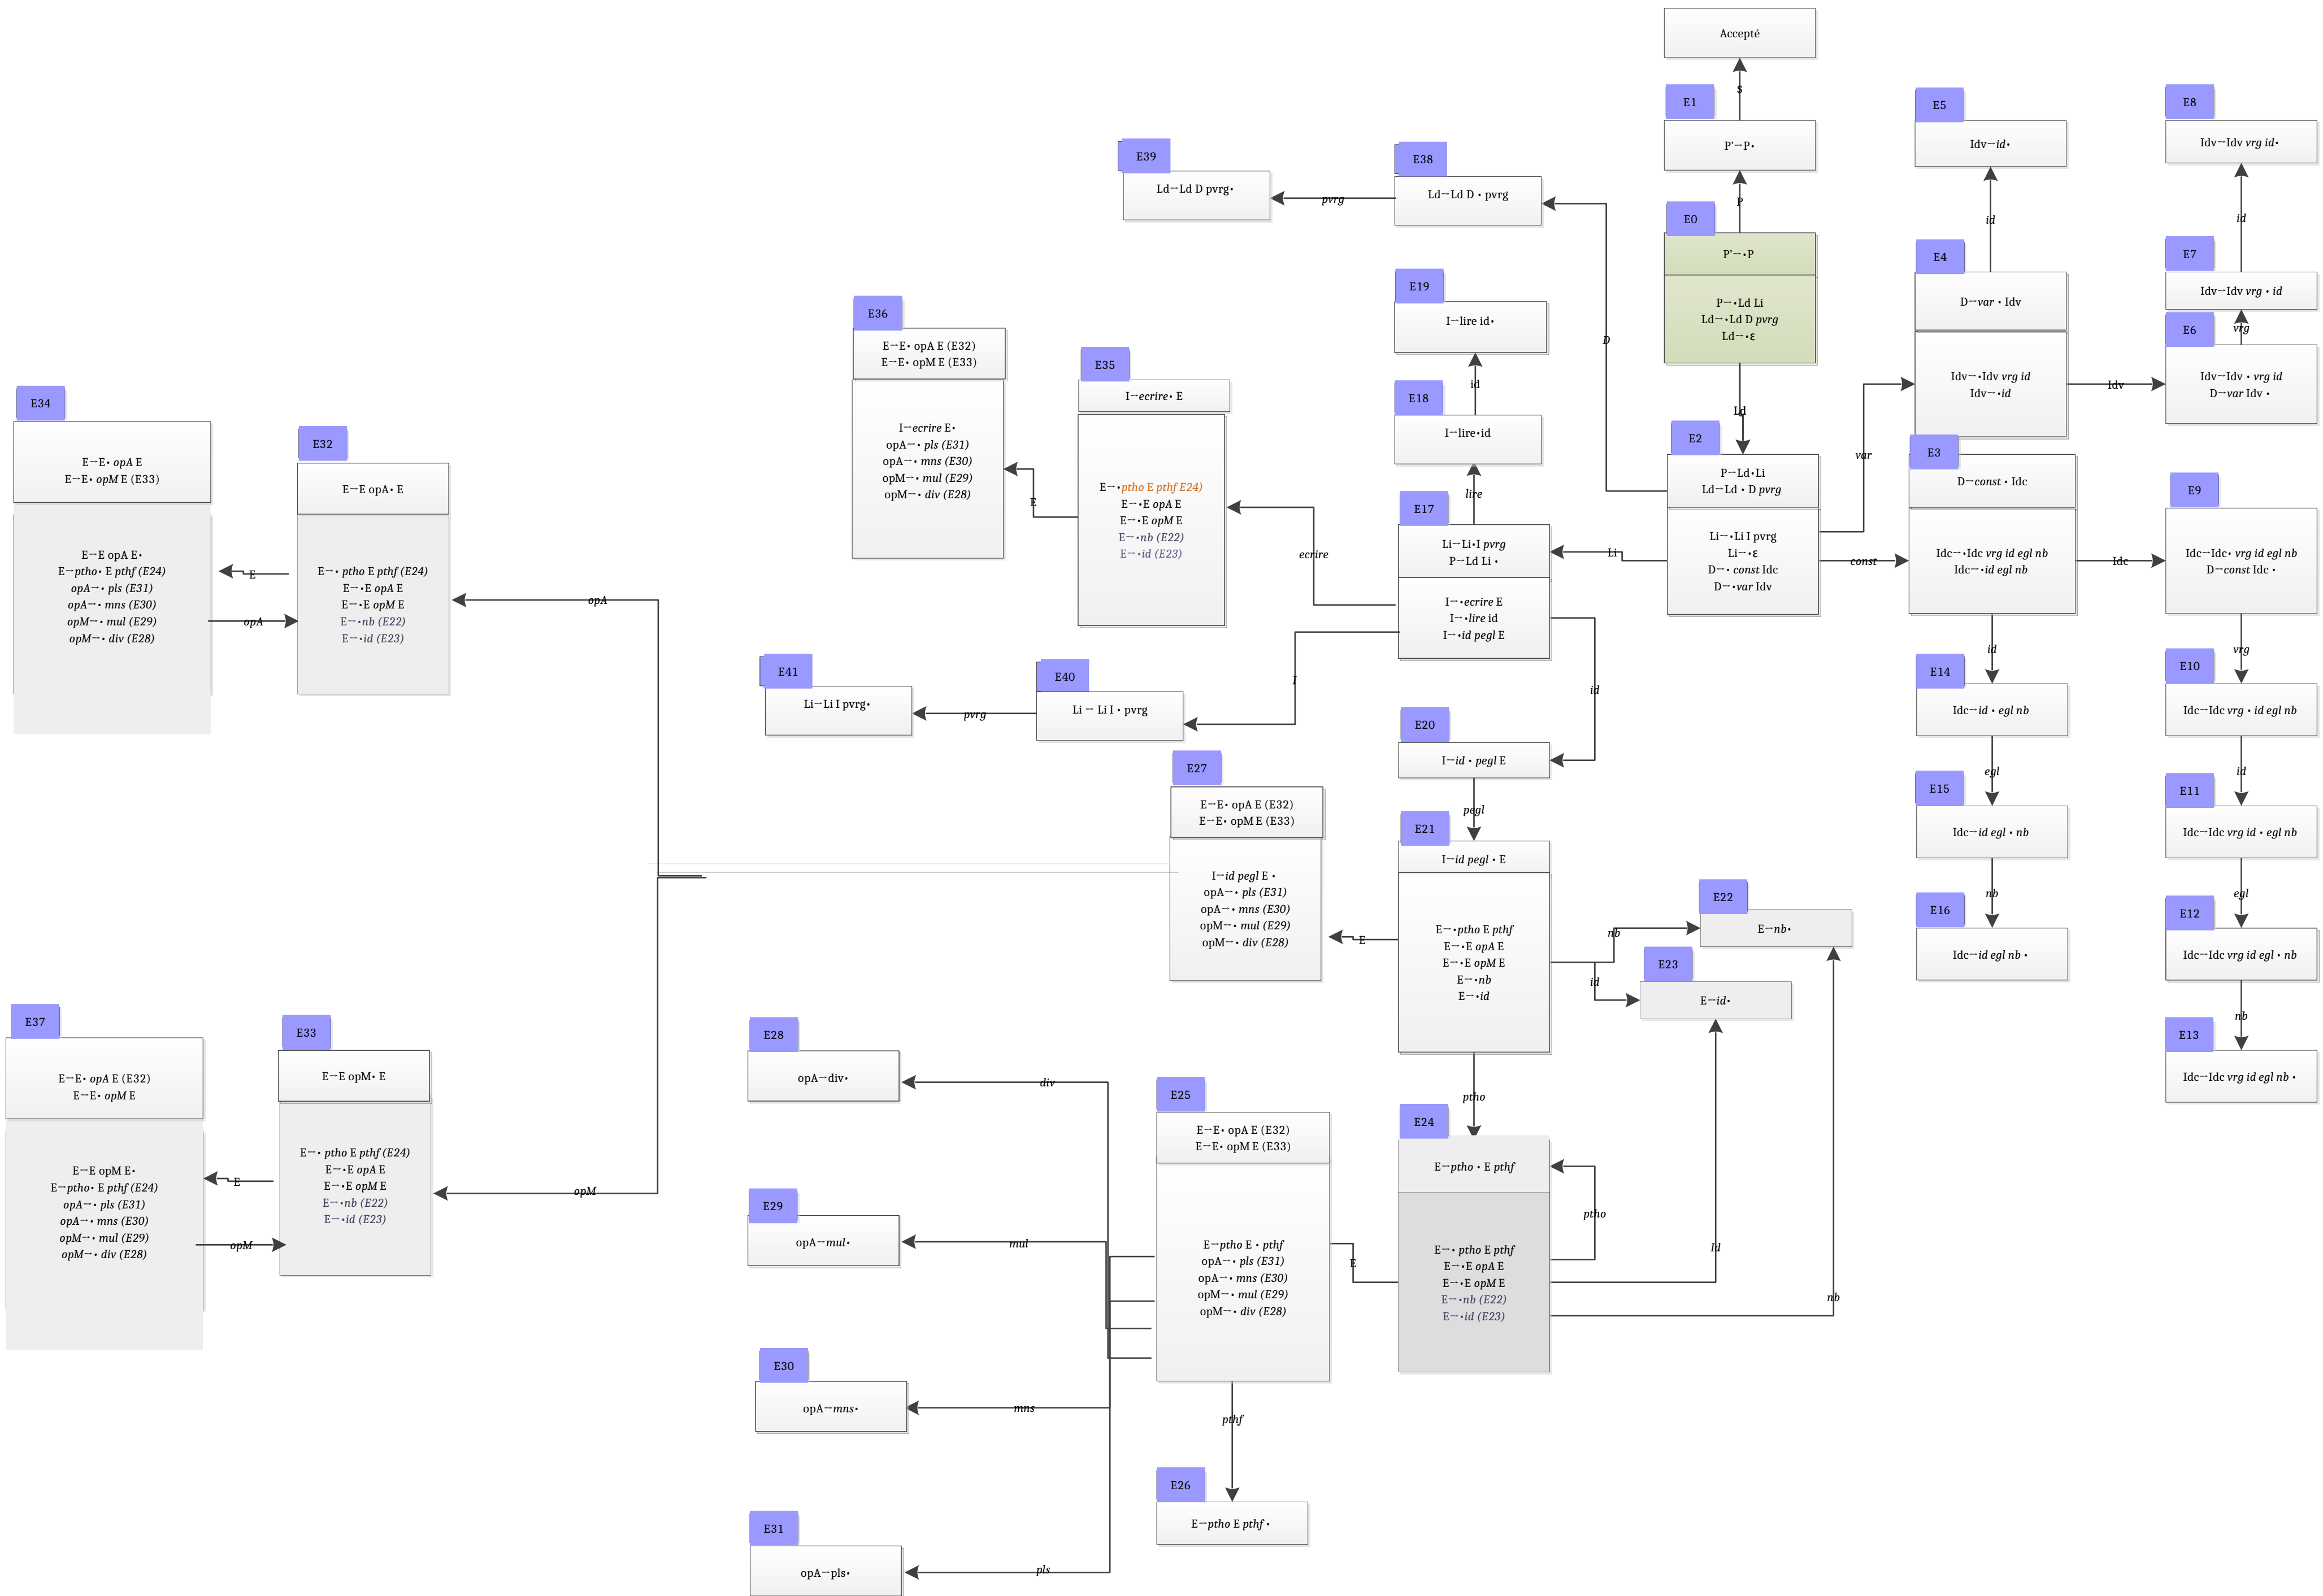 Accepté
$
E1
P'→P•
P
E0
P'→•P
P→•Ld Li
Ld→•Ld D pvrg
Ld→•ε
Ld
E2
P→Ld•Li
Ld→Ld • D pvrg
Li→•Li I pvrg
Li→•ε
D→• const Idc
D→•var Idv
var
const
Li
D
E5
Idv→id•
id
E4
D→var • Idv
Idv→•Idv vrg id
Idv→•id
Idv
E3
D→const • Idc
Idc→•Idc vrg id egl nb
Idc→•id egl nb
Idc
E8
Idv→Idv vrg id•
id
E7
Idv→Idv vrg • id
vrg
E6
Idv→Idv • vrg id
D→var Idv •
E9
Idc→Idc• vrg id egl nb
D→const Idc •
vrg
E10
Idc→Idc vrg • id egl nb
id
E11
Idc→Idc vrg id • egl nb
egl
E12
Idc→Idc vrg id egl • nb
nb
E13
Idc→Idc vrg id egl nb •
id
E14
Idc→id • egl nb
egl
E15
Idc→id egl • nb
nb
E16
Idc→id egl nb •
E39
Ld→Ld D pvrg•
pvrg
E38
Ld→Ld D • pvrg
E19
I→lire id•
id
E18
I→lire•id
lire
E17
Li→Li•I pvrg
P→Ld Li •
I→•ecrire E
I→•lire id
I→•id pegl E
ecrire
I
id
E36
E→E• opA E (E32)
E→E• opM E (E33)
I→ecrire E•
opA→• pls (E31)
opA→• mns (E30)
opM→• mul (E29)
opM→• div (E28)
E
E35
I→ecrire• E
E→•ptho E pthf E24)
E→•E opA E
E→•E opM E
E→•nb (E22)
E→•id (E23)
E41
Li→Li I pvrg•
pvrg
E40
Li → Li I • pvrg
E20
I→id • pegl E
pegl
E21
I→id pegl • E
E→•ptho E pthf
E→•E opA E
E→•E opM E
E→•nb
E→•id
nb
id
E
ptho
E22
E→nb•
E23
E→id•
E27
E→E• opA E (E32)
E→E• opM E (E33)
I→id pegl E •
opA→• pls (E31)
opA→• mns (E30)
opM→• mul (E29)
opM→• div (E28)
E24
E→ptho • E pthf
E→• ptho E pthf
E→•E opA E
E→•E opM E
E→•nb (E22)
E→•id (E23)
ptho
Id
nb
E
E25
E→E• opA E (E32)
E→E• opM E (E33)
E→ptho E • pthf
opA→• pls (E31)
opA→• mns (E30)
opM→• mul (E29)
opM→• div (E28)
pthf
E26
E→ptho E pthf •
E28
opA→div•
div
E29
opA→mul•
mul
E30
opA→mns•
mns
E31
opA→pls•
pls
E34
E→E• opA E
E→E• opM E (E33)
E→E opA E•
E→ptho• E pthf (E24)
opA→• pls (E31)
opA→• mns (E30)
opM→• mul (E29)
opM→• div (E28)
E
opA
E32
E→E opA• E
E→• ptho E pthf (E24)
E→•E opA E
E→•E opM E
E→•nb (E22)
E→•id (E23)
opA
E37
E→E• opA E (E32)
E→E• opM E
E→E opM E•
E→ptho• E pthf (E24)
opA→• pls (E31)
opA→• mns (E30)
opM→• mul (E29)
opM→• div (E28)
E
opM
E33
E→E opM• E
E→• ptho E pthf (E24)
E→•E opA E
E→•E opM E
E→•nb (E22)
E→•id (E23)
opM